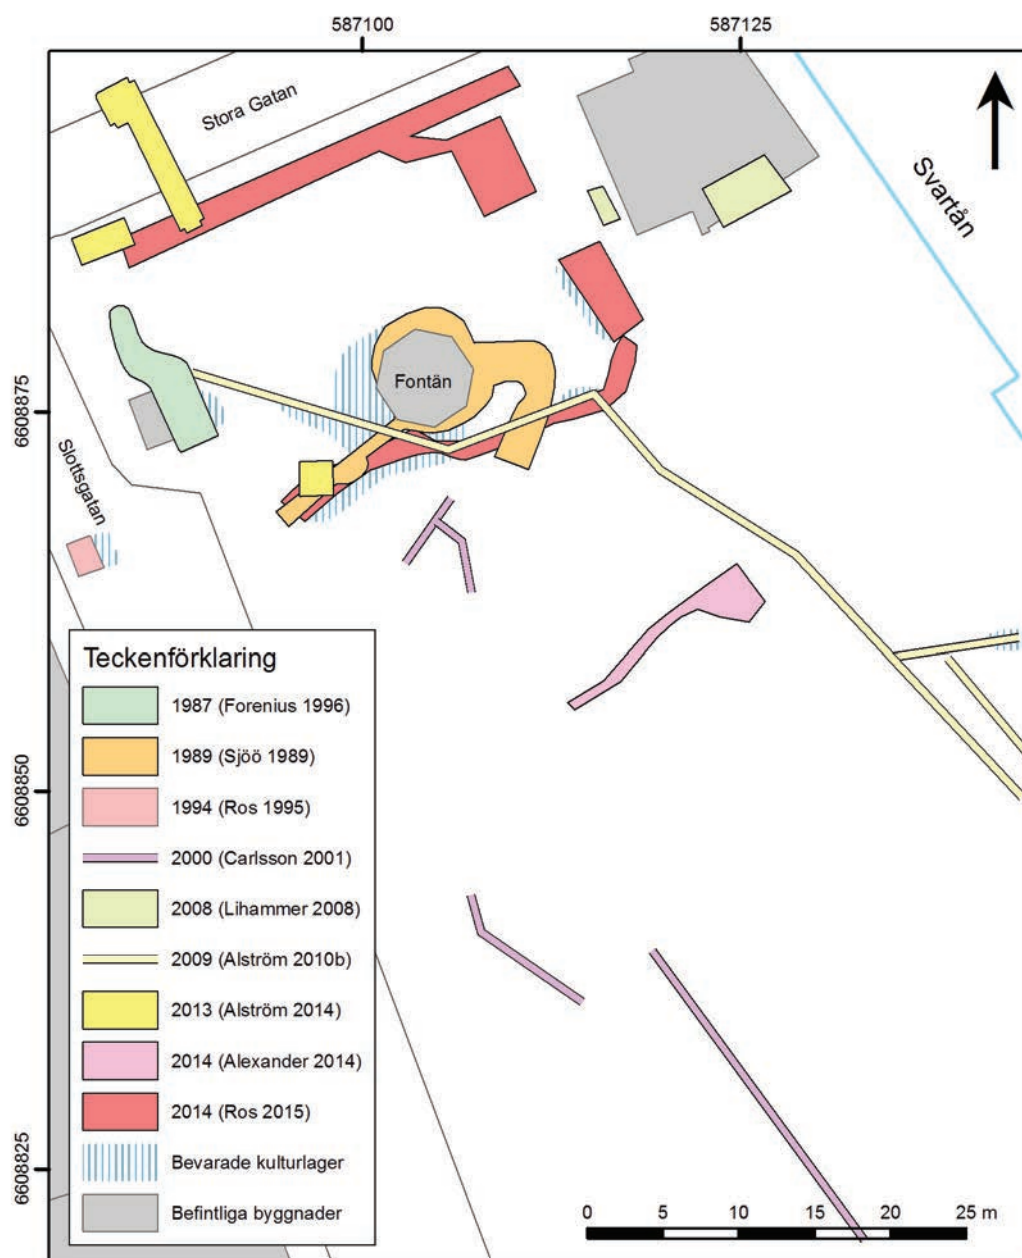 587100
587125
Stora Gatan
Svartån
Fontän
6608875
Slottsgatan
Teckenförklaring
1987 (Forenius 1996)
1989 (Sjöö 1989)
6608850
1994 (Ros 1995)
2000 (Carlsson 2001)
2008 (Lihammer 2008)
2009 (Alström 2010b)
2013 (Alström 2014)
2014 (Alexander 2014)
2014 (Ros 2015)
6608825
Bevarade kulturlager
Befintliga byggnader
0 5 10 15 20 25 m